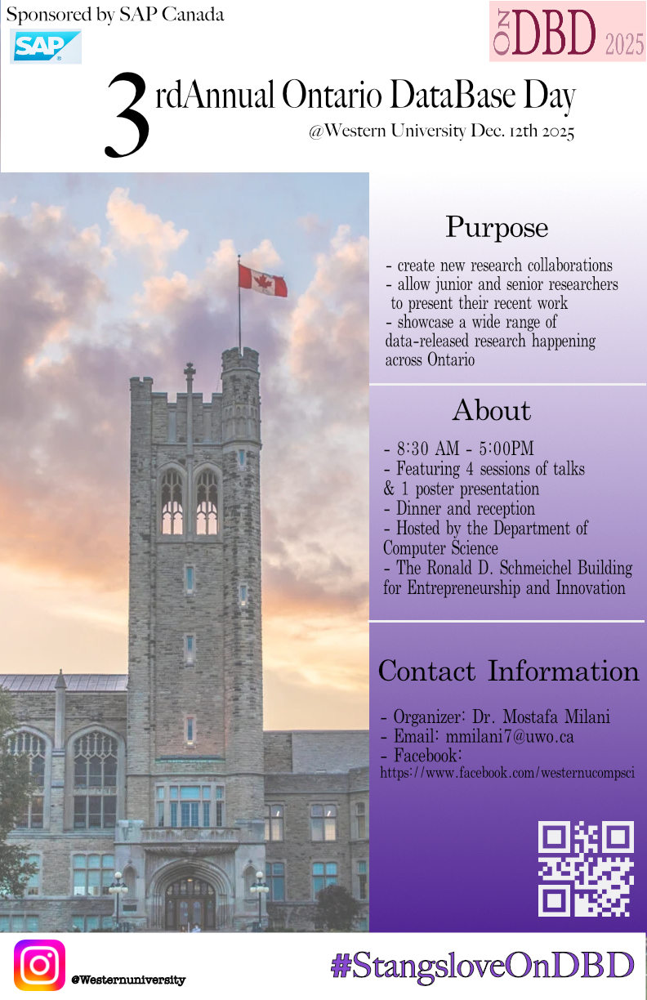 Sponsored by SAP Canada
SAP®
ON DBD 2025
3rdAnnual Ontario DataBase Day
@Western University Dec. 12th 2025
Purpose
- create new research collaborations
- allow junior and senior researchers
to present their recent work
- showcase a wide range of
data-released research happening
across Ontario
About
- 8:30 AM - 5:00PM
- Featuring 4 sessions of talks
& 1 poster presentation
- Dinner and reception
- Hosted by the Department of
Computer Science
- The Ronald D. Schmeichel Building
for Entrepreneurship and Innovation
Contact Information
- Organizer: Dr. Mostafa Milani
- Email: mmilani7@uwo.ca
- Facebook:
https://www.facebook.com/westernucompsci
@Westernuniversity
#StangsloveOnDBD